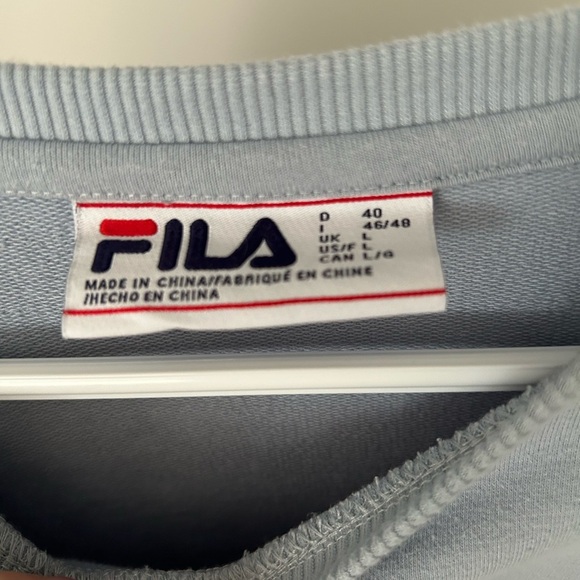 FILA
D 40
I 46/48
UK L
US/F L
CAN L/G
MADE IN CHINA/FABRIQUÉ EN CHINE
/HECHO EN CHINA